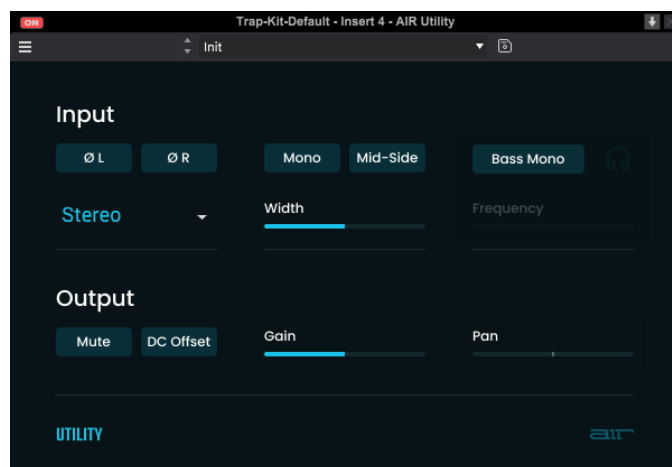 ON Trap-Kit-Default - Insert 4 - AIR Utility
Init
Input
Ø L Ø R Mono Mid-Side Bass Mono
Stereo Width Frequency
Output
Mute DC Offset Gain Pan
UTILITY AIR